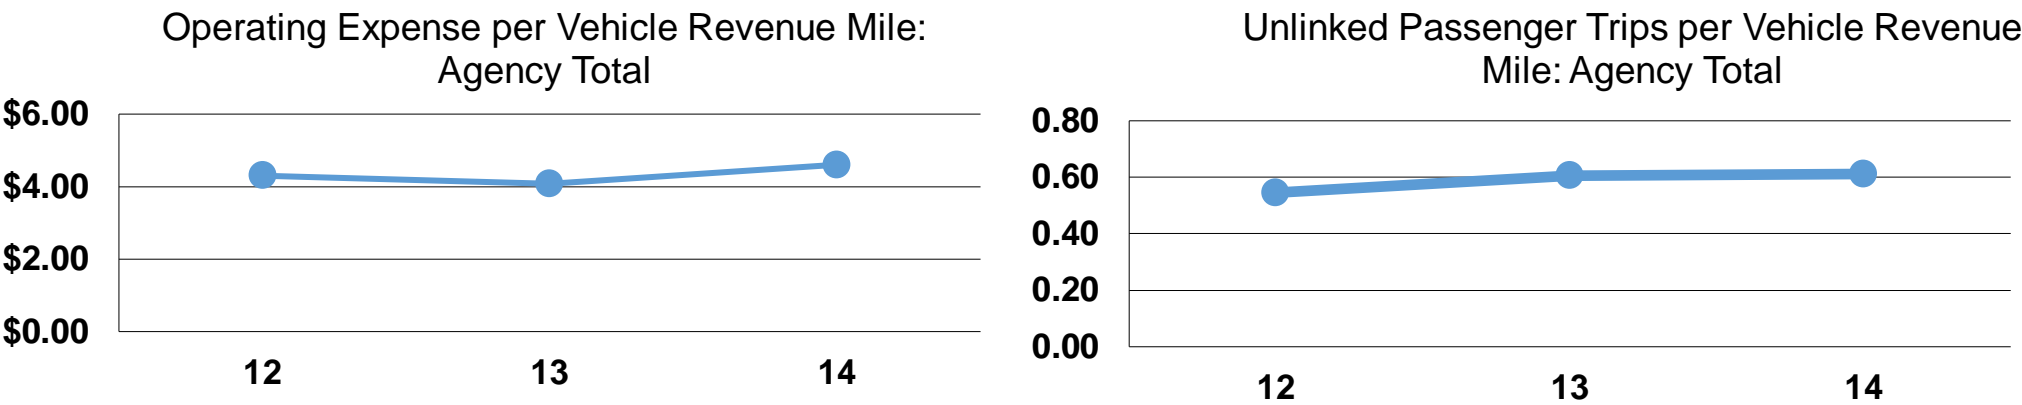 Operating Expense per Vehicle Revenue Mile:
Agency Total
$6.00
$4.00
$2.00
$0.00
12 13 14
Unlinked Passenger Trips per Vehicle Revenue
Mile: Agency Total
0.80
0.60
0.40
0.20
0.00
12 13 14